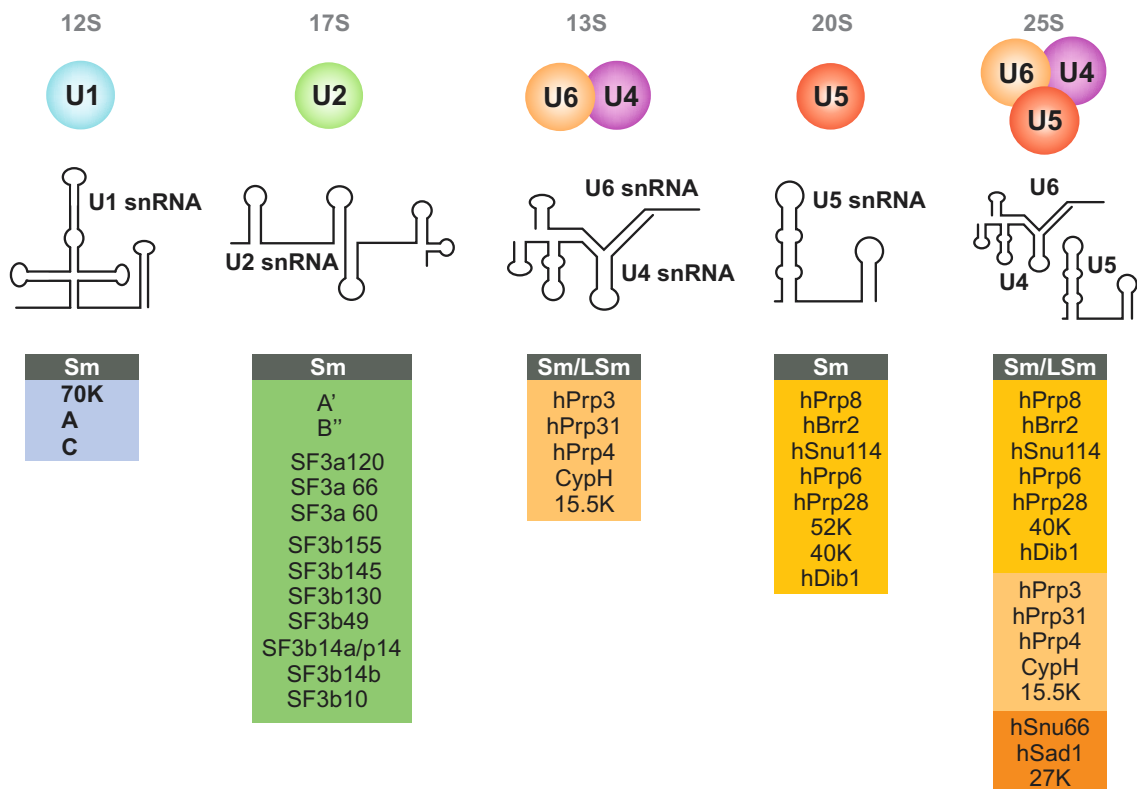 12S
17S
13S
20S
25S
U1
U2
U6
U4
U5
U6
U4
U5
U1 snRNA
U2 snRNA
U6 snRNA
U4 snRNA
U5 snRNA
U6
U4
U5
Sm
70K
A
C
Sm
A'
B''
SF3a120
SF3a 66
SF3a 60
SF3b155
SF3b145
SF3b130
SF3b49
SF3b14a/p14
SF3b14b
SF3b10
Sm/LSm
hPrp3
hPrp31
hPrp4
CypH
15.5K
Sm
hPrp8
hBrr2
hSnu114
hPrp6
hPrp28
52K
40K
hDib1
Sm/LSm
hPrp8
hBrr2
hSnu114
hPrp6
hPrp28
40K
hDib1
hPrp3
hPrp31
hPrp4
CypH
15.5K
hSnu66
hSad1
27K